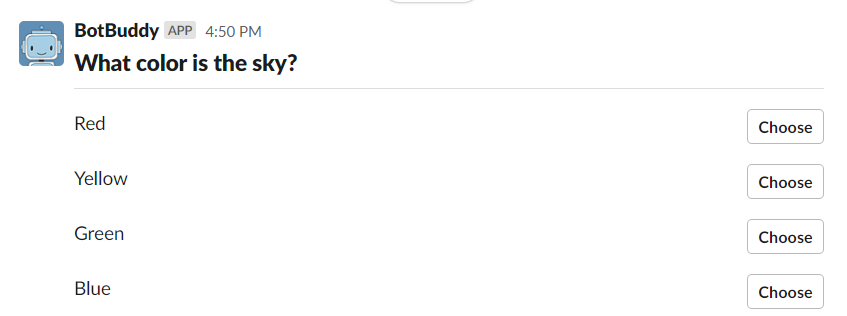 BotBuddy APP 4:50 PM
What color is the sky?
Red Choose
Yellow Choose
Green Choose
Blue Choose